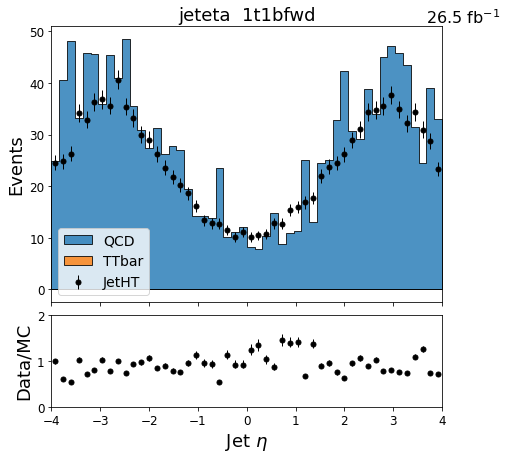 jeteta 1t1bfwd
26.5 fb⁻¹
50
40
30
20
10
0
Events
QCD
TTbar
JetHT
2
1
0
Data/MC
−4 −3 −2 −1 0 1 2 3 4
Jet η